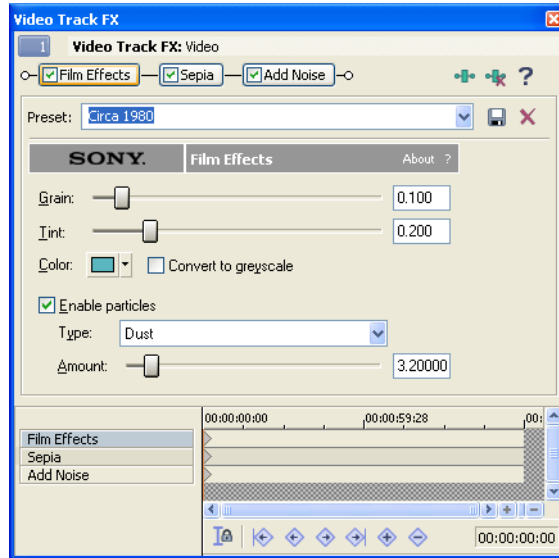 Video Track FX
1 Video Track FX: Video
Film Effects Sepia Add Noise ?
Preset: Circa 1980
SONY. Film Effects About ?
Grain: 0.100
Tint: 0.200
Color: Convert to greyscale
Enable particles
Type: Dust
Amount: 3.20000
00:00:00:00 00:00:59:28 00:
Film Effects
Sepia
Add Noise
00:00:00:00